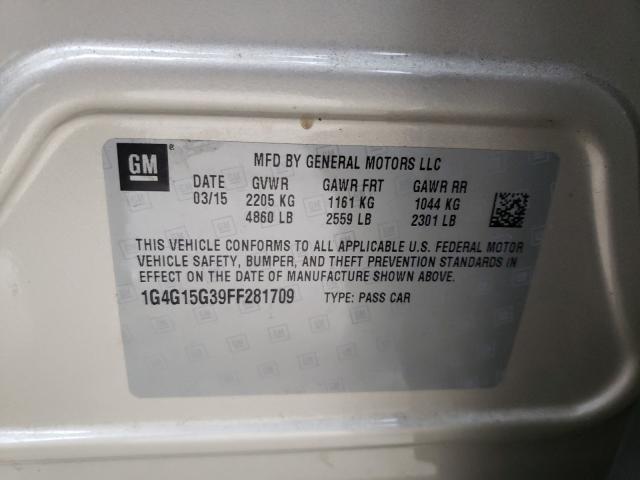 GM ®
MFD BY GENERAL MOTORS LLC
DATE GVWR GAWR FRT GAWR RR
03/15 2205 KG 1161 KG 1044 KG
4860 LB 2559 LB 2301 LB
THIS VEHICLE CONFORMS TO ALL APPLICABLE U.S. FEDERAL MOTOR
VEHICLE SAFETY, BUMPER, AND THEFT PREVENTION STANDARDS IN
EFFECT ON THE DATE OF MANUFACTURE SHOWN ABOVE.
1G4G15G39FF281709 TYPE: PASS CAR